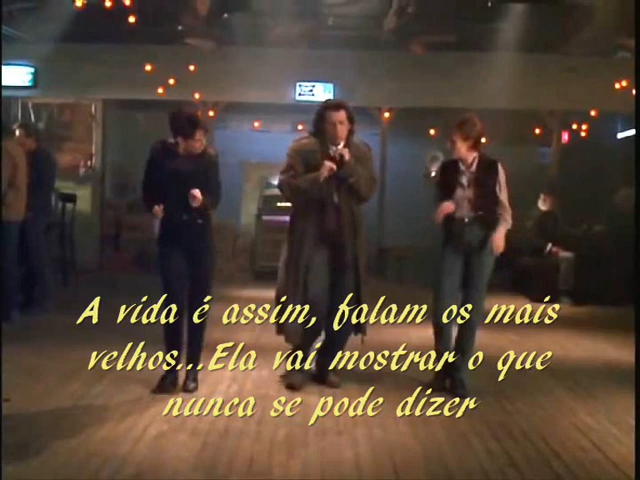 A vida é assim, falam os mais
velhos...Ela vai mostrar o que
nunca se pode dizer